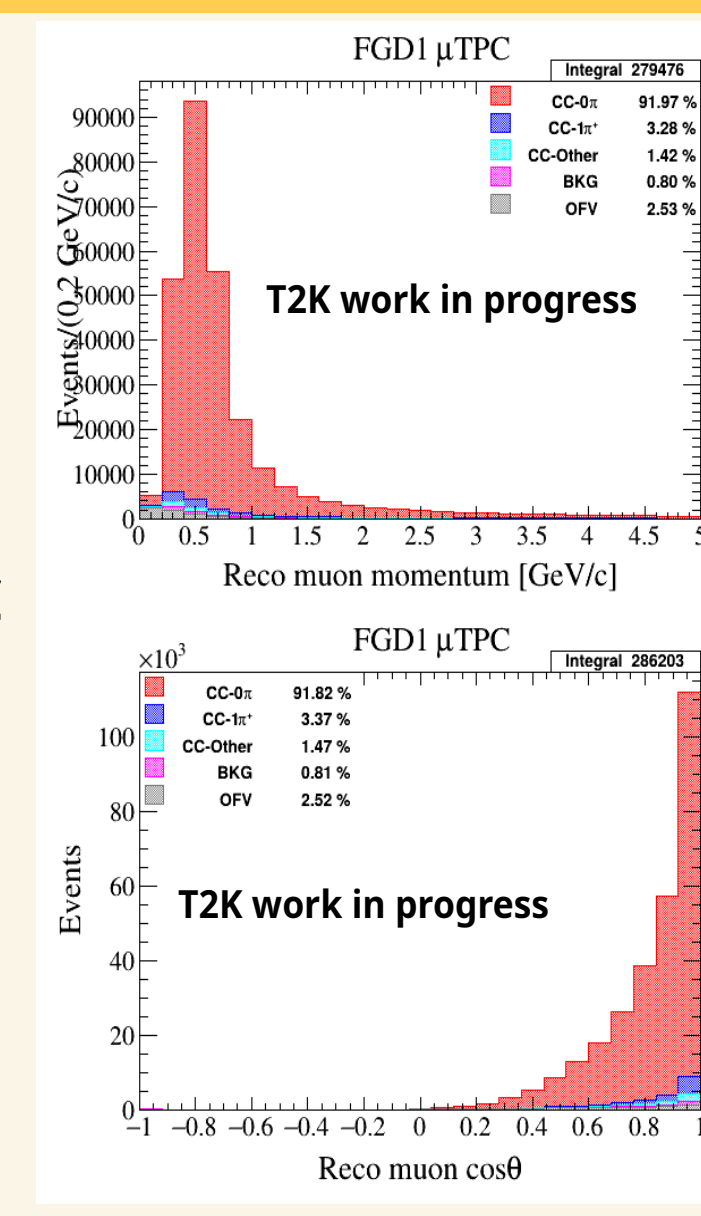 FGD1 μTPC
Integral 279476
CC-0π 91.97 %
CC-1π⁺ 3.28 %
CC-Other 1.42 %
BKG 0.80 %
OFV 2.53 %
90000
80000
70000
60000
50000
40000
30000
20000
10000
0
Events/(0.2 GeV/c)
T2K work in progress
0 0.5 1 1.5 2 2.5 3 3.5 4 4.5 5
Reco muon momentum [GeV/c]
FGD1 μTPC
×10³
Integral 286203
CC-0π 91.82 %
CC-1π⁺ 3.37 %
CC-Other 1.47 %
BKG 0.81 %
OFV 2.52 %
100
80
60
40
20
0
Events
T2K work in progress
−1 −0.8 −0.6 −0.4 −0.2 0 0.2 0.4 0.6 0.8 1
Reco muon cosθ